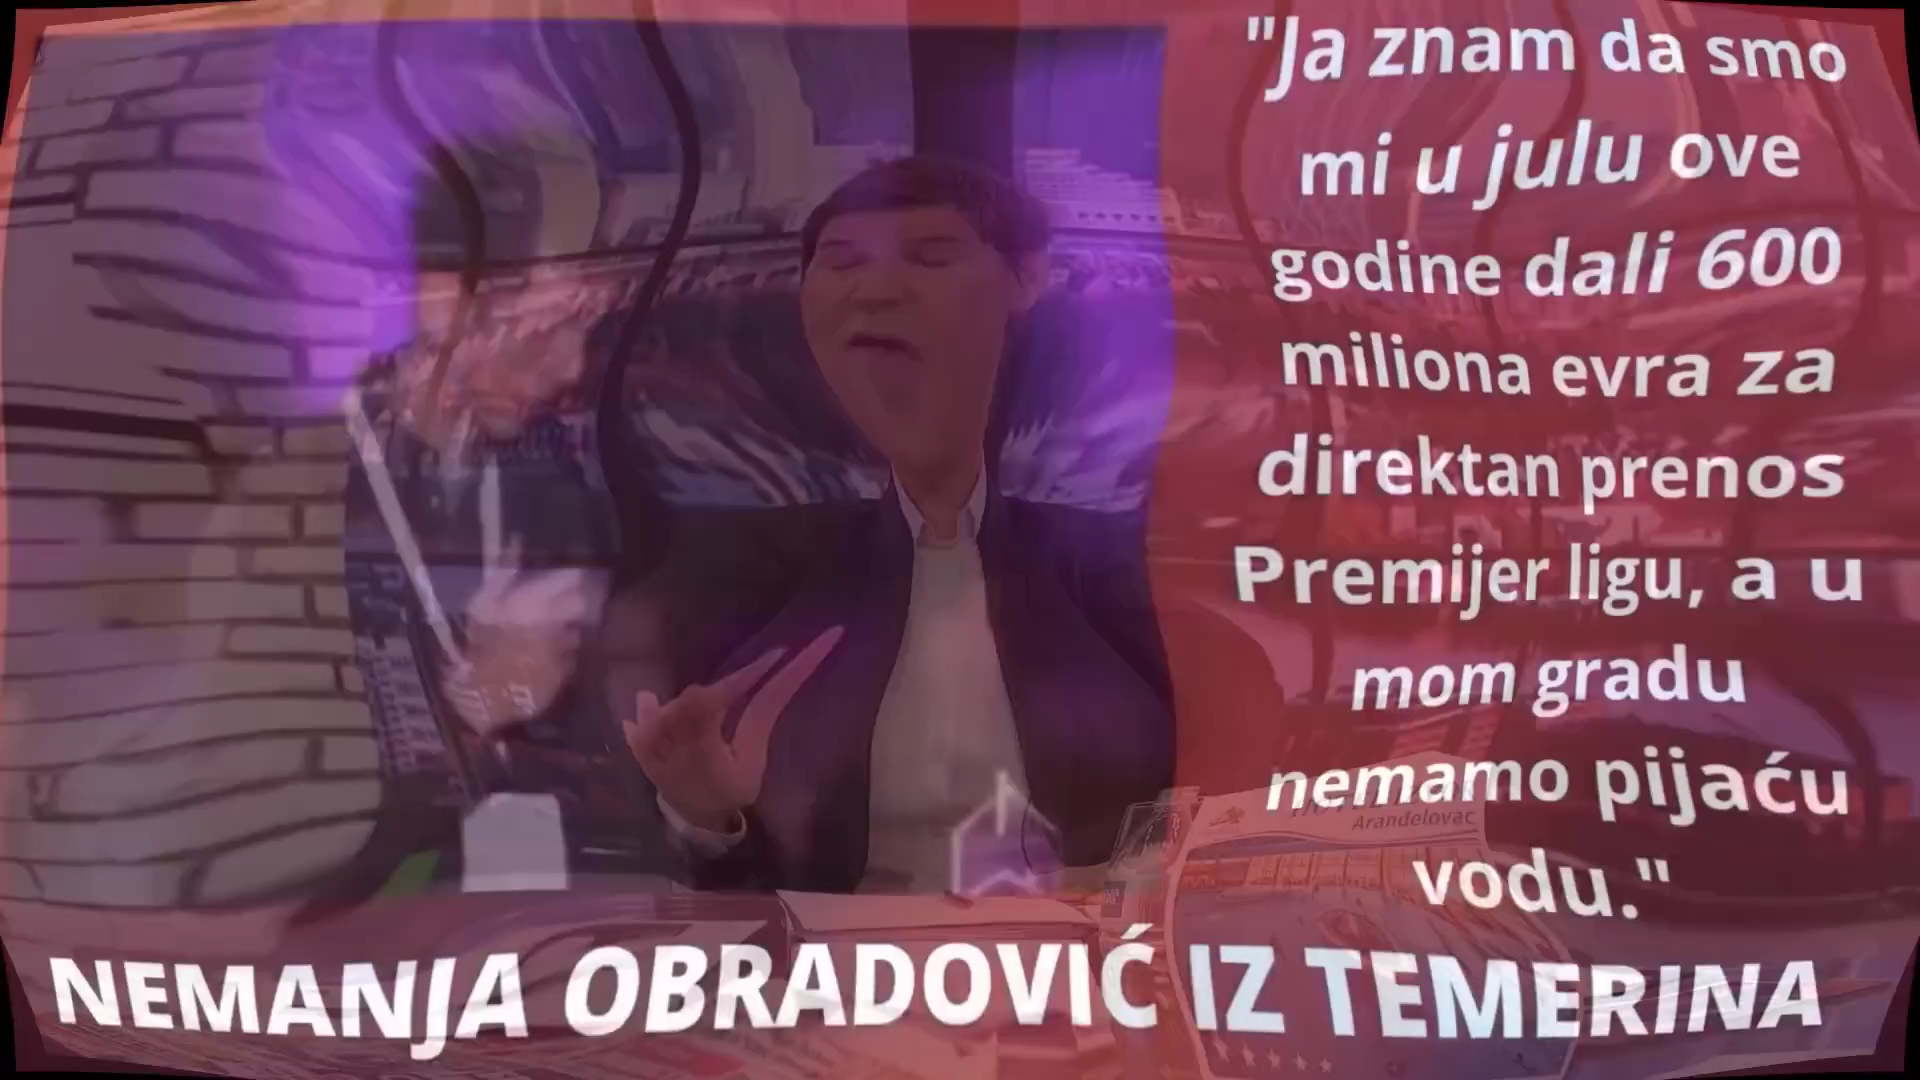 "Ja znam da smo
mi u julu ove
godine dali 600
miliona evra za
direktan prenos
Premijer ligu, a u
mom gradu
nemamo pijaću
vodu."
Aranđelovac
NEMANJA OBRADOVIĆ IZ TEMERINA